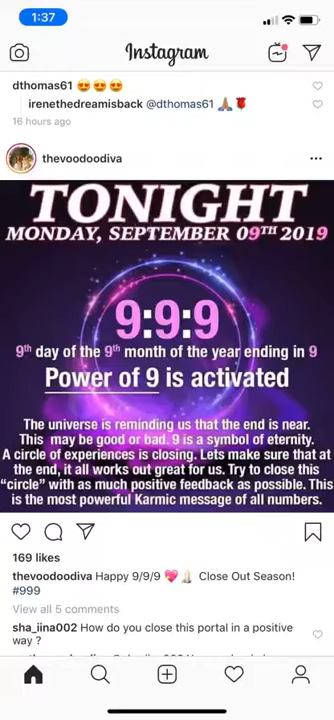 1:37
Instagram
dthomas61 😍😍😍
irenethedreamisback @dthomas61 🙏🏽🌹
16 hours ago
thevoodoodiva
TONIGHT
MONDAY, SEPTEMBER 09TH 2019
9:9:9
9th day of the 9th month of the year ending in 9
Power of 9 is activated
The universe is reminding us that the end is near.
This may be good or bad. 9 is a symbol of eternity.
A circle of experiences is closing. Lets make sure that at
the end, it all works out great for us. Try to close this
"circle" with as much positive feedback as possible. This
is the most powerful Karmic message of all numbers.
169 likes
thevoodoodiva Happy 9/9/9 💖🕯️ Close Out Season!
#999
View all 5 comments
sha_iina002 How do you close this portal in a positive
way ?